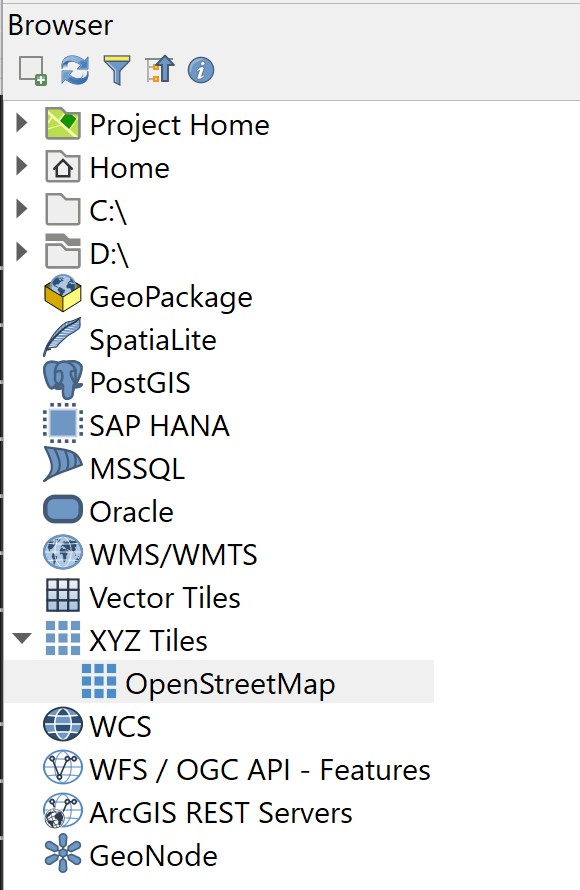 Browser
Project Home
Home
C:\
D:\
GeoPackage
SpatiaLite
PostGIS
SAP HANA
MSSQL
Oracle
WMS/WMTS
Vector Tiles
XYZ Tiles
OpenStreetMap
WCS
WFS / OGC API - Features
ArcGIS REST Servers
GeoNode